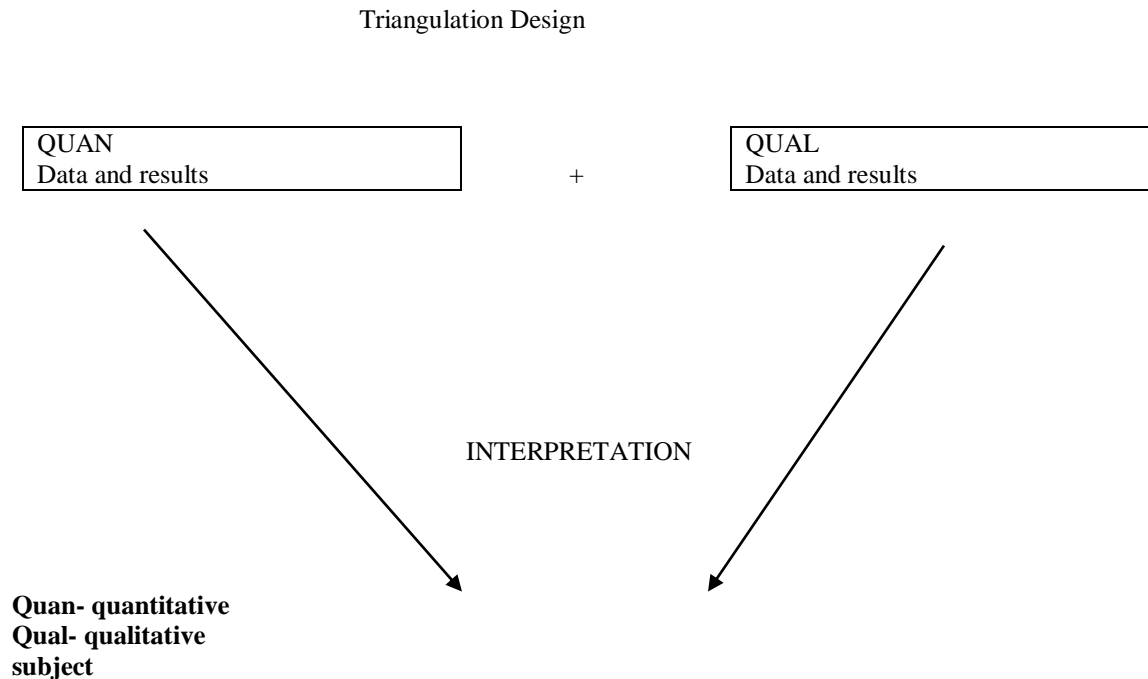 Triangulation Design
QUAN
Data and results
+
QUAL
Data and results
INTERPRETATION
Quan- quantitative
Qual- qualitative
subject